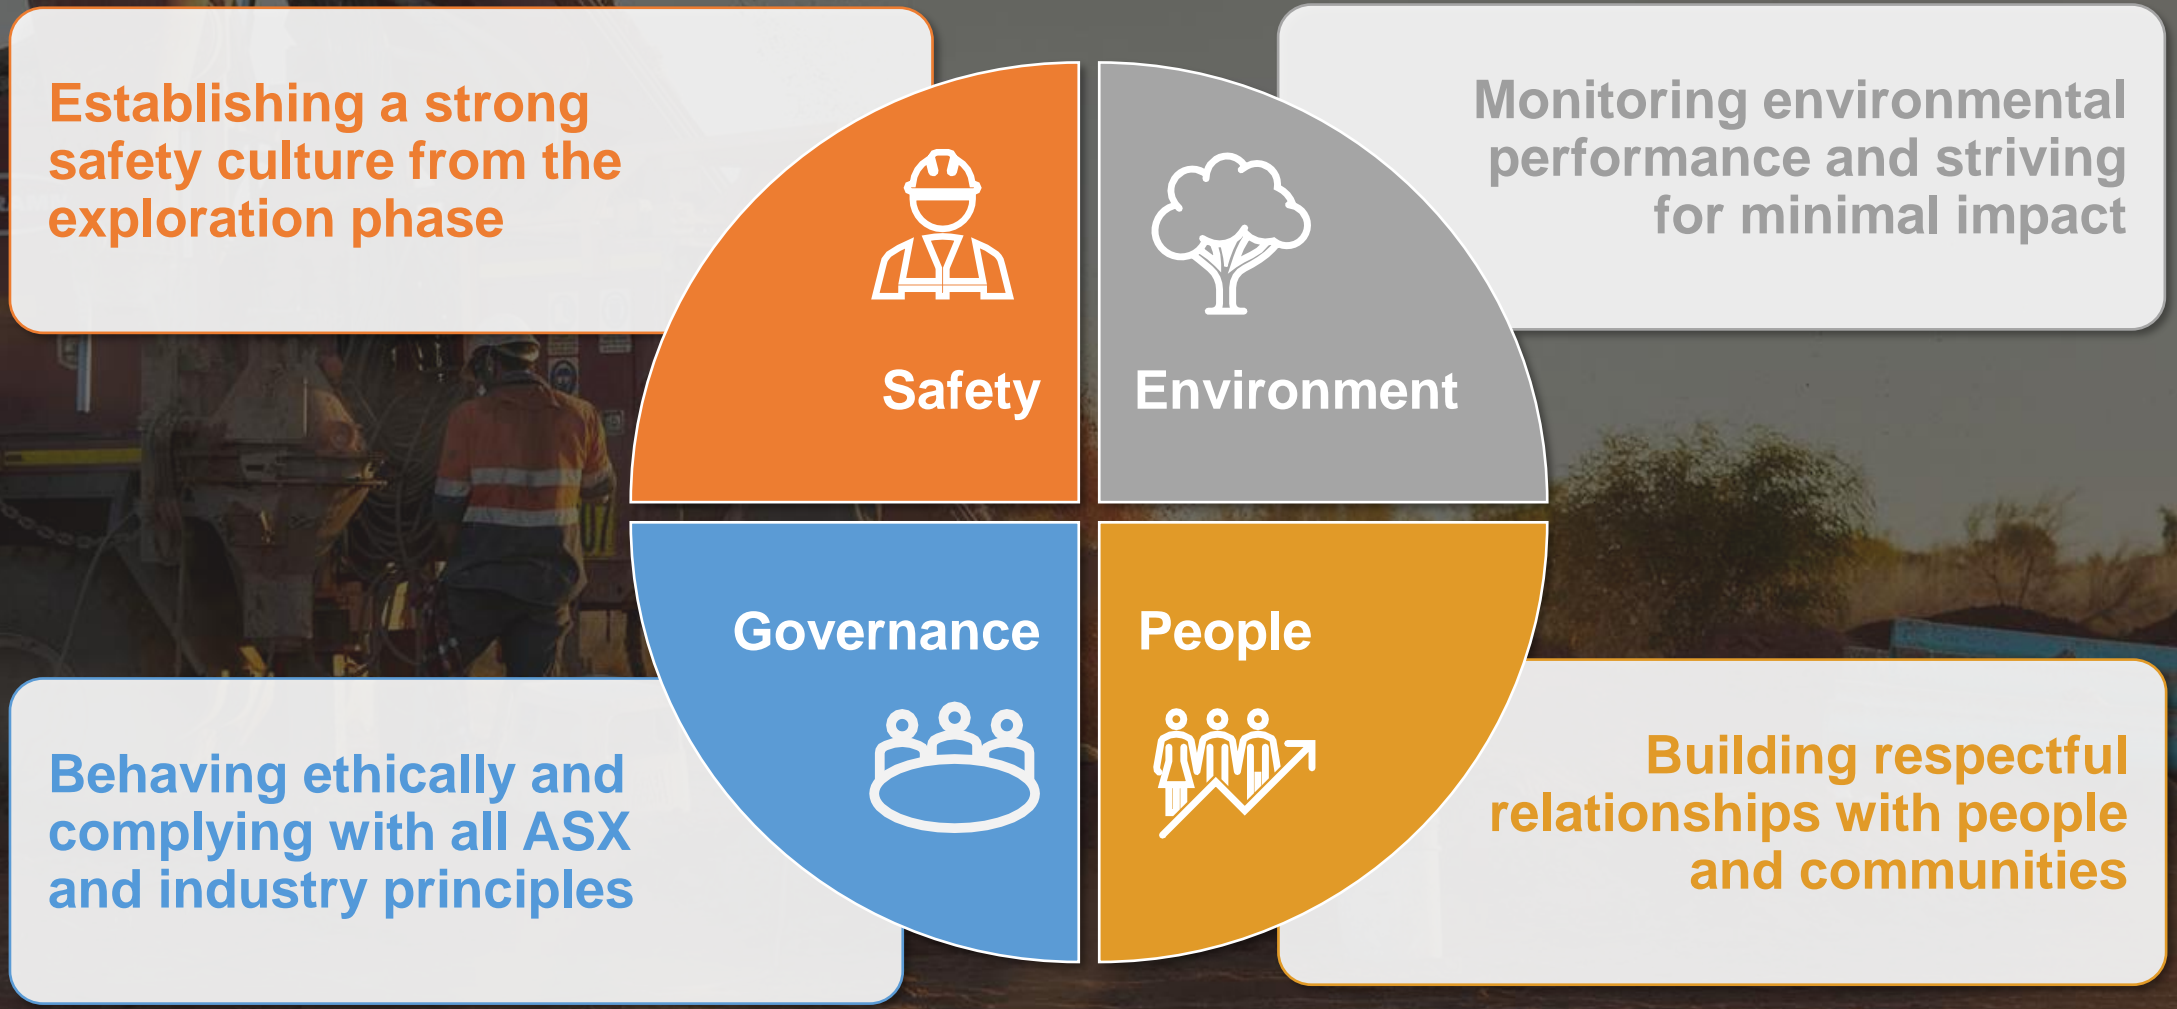 Establishing a strong
safety culture from the
exploration phase
Safety
Environment
Monitoring environmental
performance and striving
for minimal impact
Governance
People
Behaving ethically and
complying with all ASX
and industry principles
Building respectful
relationships with people
and communities